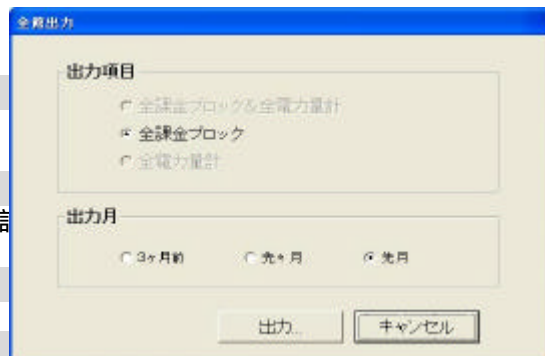 全館出力
出力項目
全課金ブロック&全電力量計
全課金ブロック
全電力量計
出力月
3ヶ月前
先々月
先月
出力...
キャンセル